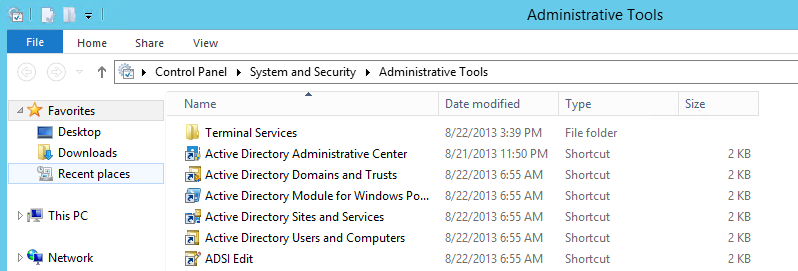 Administrative Tools
File Home Share View
Control Panel System and Security Administrative Tools
Name Date modified Type Size
Favorites
Desktop
Downloads
Recent places
This PC
Network
Terminal Services 8/22/2013 3:39 PM File folder
Active Directory Administrative Center 8/21/2013 11:50 PM Shortcut 2 KB
Active Directory Domains and Trusts 8/22/2013 6:55 AM Shortcut 2 KB
Active Directory Module for Windows Po... 8/22/2013 6:55 AM Shortcut 2 KB
Active Directory Sites and Services 8/22/2013 6:55 AM Shortcut 2 KB
Active Directory Users and Computers 8/22/2013 6:55 AM Shortcut 2 KB
ADSI Edit 8/22/2013 6:55 AM Shortcut 2 KB